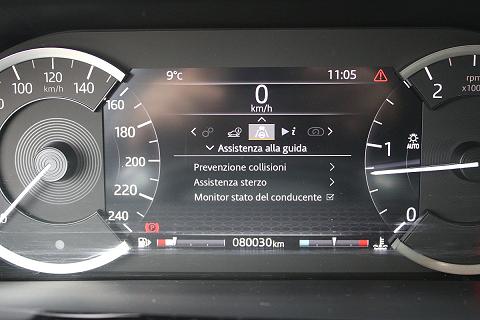 9°c 11:05
0
km/h
Assistenza alla guida
Prevenzione collisioni
Assistenza sterzo
Monitor stato del conducente
080030km
km/h
100 120 140
160
180
200
220
240
rpm
x100
2
1
0
AUTO
P